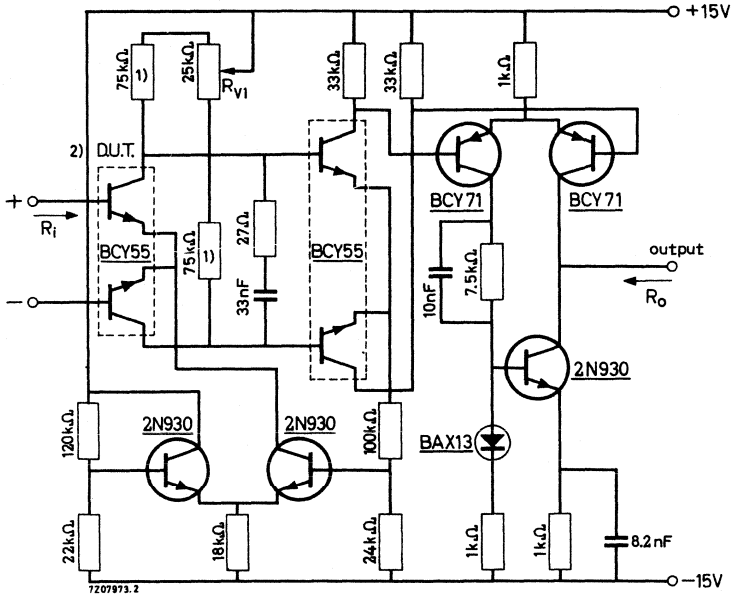 +15V
75kΩ
1)
25kΩ
RV1
33kΩ
33kΩ
1kΩ
2) D.U.T.
+
Ri
BCY55
75kΩ
1)
27Ω
33nF
BCY55
BCY71
BCY71
10nF
7.5kΩ
output
Ro
−
2N930
120kΩ
2N930
2N930
100kΩ
BAX13
22kΩ
18kΩ
24kΩ
1kΩ
1kΩ
8.2nF
−15V
7Z07973.2